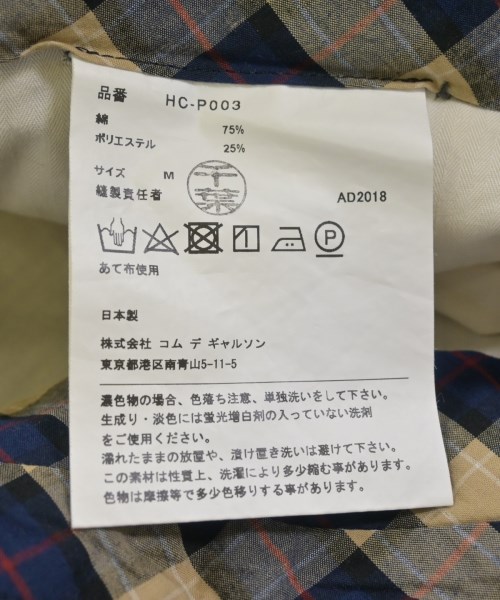 品番 HC-P003
綿 75%
ポリエステル 25%
サイズ M
縫製責任者 千葉 AD2018
あて布使用
日本製
株式会社 コム デ ギャルソン
東京都港区南青山5-11-5
濃色物の場合、色落ち注意、単独洗いをして下さい。
生成り・淡色には蛍光増白剤の入っていない洗剤
をご使用ください。
濡れたままの放置や、漬け置き洗いは避けて下さい。
この素材は性質上、洗濯により多少縮む事があります。
色物は摩擦等で多少色移りする事があります。